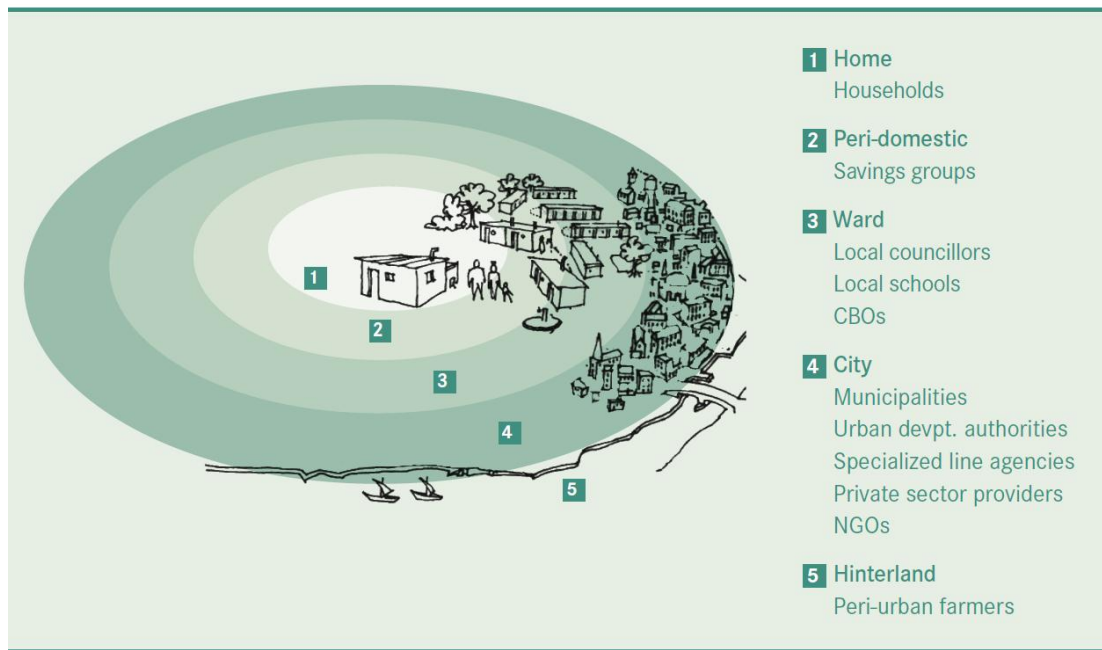 1 Home
Households
2 Peri-domestic
Savings groups
3 Ward
Local councillors
Local schools
CBOs
4 City
Municipalities
Urban devpt. authorities
Specialized line agencies
Private sector providers
NGOs
5 Hinterland
Peri-urban farmers
1
2
3
4
5